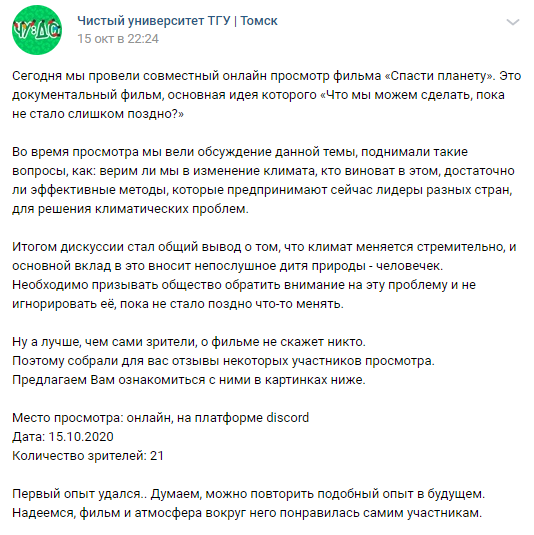 ЧУДО
Чистый университет ТГУ | Томск
15 окт в 22:24
Сегодня мы провели совместный онлайн просмотр фильма «Спасти планету». Это
документальный фильм, основная идея которого «Что мы можем сделать, пока
не стало слишком поздно?»
Во время просмотра мы вели обсуждение данной темы, поднимали такие
вопросы, как: верим ли мы в изменение климата, кто виноват в этом, достаточно
ли эффективные методы, которые предпринимают сейчас лидеры разных стран,
для решения климатических проблем.
Итогом дискуссии стал общий вывод о том, что климат меняется стремительно, и
основной вклад в это вносит непослушное дитя природы - человечек.
Необходимо призывать общество обратить внимание на эту проблему и не
игнорировать её, пока не стало поздно что-то менять.
Ну а лучше, чем сами зрители, о фильме не скажет никто.
Поэтому собрали для вас отзывы некоторых участников просмотра.
Предлагаем Вам ознакомиться с ними в картинках ниже.
Место просмотра: онлайн, на платформе discord
Дата: 15.10.2020
Количество зрителей: 21
Первый опыт удался.. Думаем, можно повторить подобный опыт в будущем.
Надеемся, фильм и атмосфера вокруг него понравилась самим участникам.